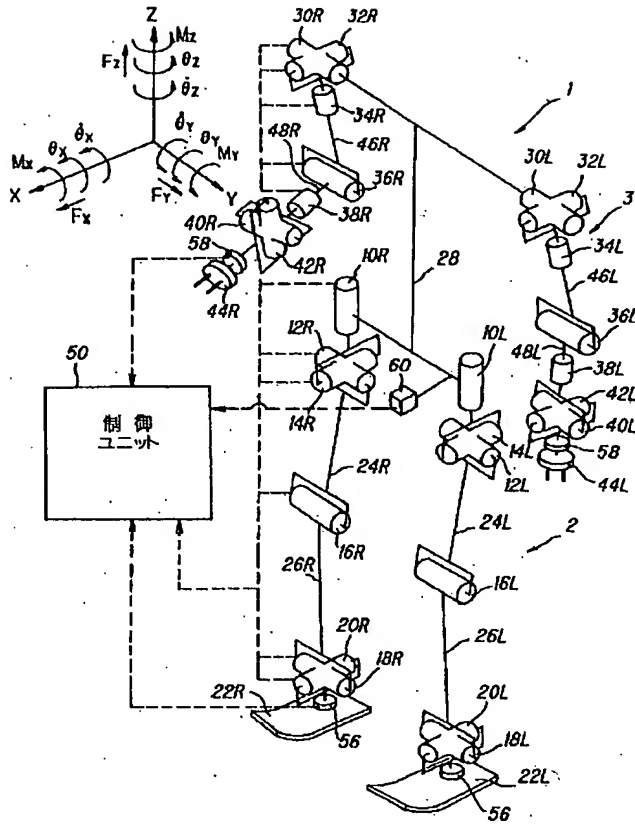 Z
Mz
Fz
θz
θ̇z
θ̇x
θx
Mx
X
Fx
θ̇Y
θY
MY
FY
Y
30R
32R
34R
46R
48R
36R
38R
40R
58
42R
44R
1
30L
32L
3
34L
46L
36L
48L
38L
42L
40L
58
44L
28
10R
12R
14R
60
10L
14L
12L
50
制御
ユニット
24R
24L
16R
2
16L
26R
26L
20R
18R
22R
56
20L
18L
22L
56